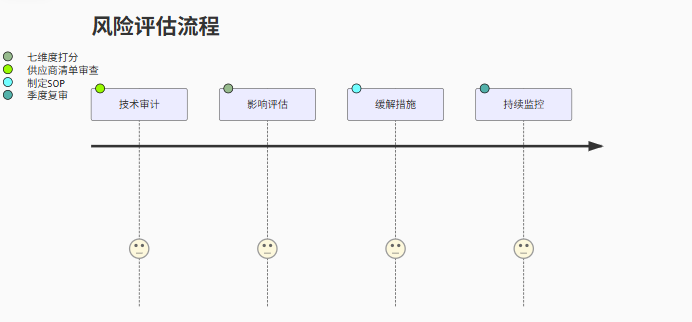 风险评估流程
七维度打分
供应商清单审查
制定SOP
季度复审
技术审计
影响评估
缓解措施
持续监控